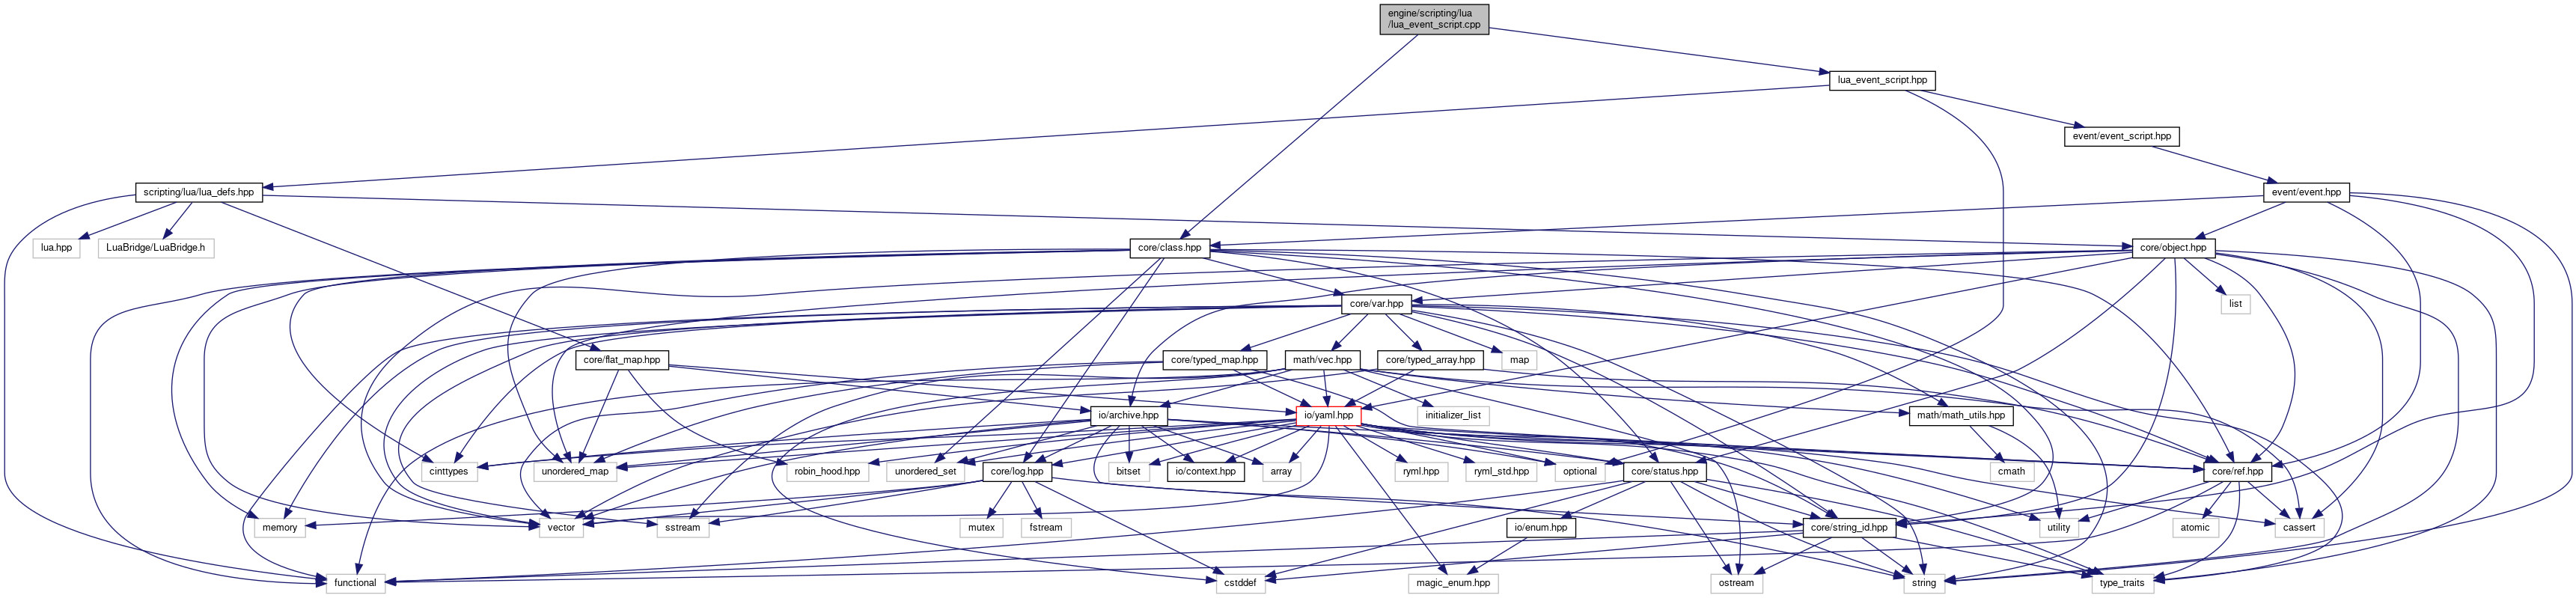 engine/scripting/lua
/lua_event_script.cpp
lua_event_script.hpp
event/event_script.hpp
scripting/lua/lua_defs.hpp
event/event.hpp
lua.hpp
LuaBridge/LuaBridge.h
core/class.hpp
core/object.hpp
core/var.hpp
list
core/flat_map.hpp
core/typed_map.hpp
math/vec.hpp
core/typed_array.hpp
map
io/archive.hpp
io/yaml.hpp
initializer_list
math/math_utils.hpp
cinttypes
unordered_map
robin_hood.hpp
unordered_set
core/log.hpp
bitset
io/context.hpp
array
ryml.hpp
ryml_std.hpp
optional
core/status.hpp
cmath
core/ref.hpp
memory
vector
sstream
mutex
fstream
io/enum.hpp
core/string_id.hpp
utility
atomic
cassert
functional
cstddef
magic_enum.hpp
ostream
string
type_traits